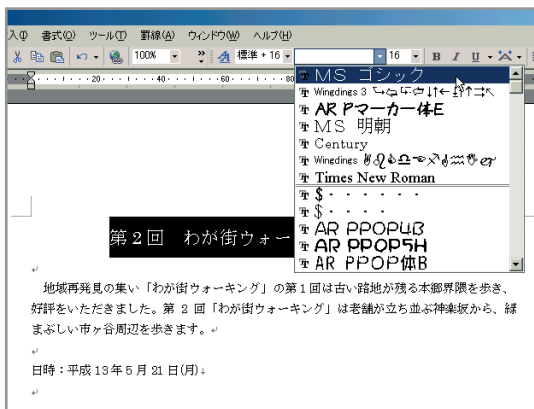 入(I) 書式(O) ツール(T) 罫線(A) ウィンドウ(W) ヘルプ(H)
100% 標準 + 16 16 B I U A
20 40 60 80
MS ゴシック
Wingdings 3
AR Pマーカー体E
MS 明朝
Century
Wingdings
Times New Roman
$
$
AR PPOP4B
AR PPOP5H
AR PPOP体B
第2回 わが街ウォー
地域再発見の集い「わが街ウォーキング」の第1回は古い路地が残る本郷界隈を歩き、
好評をいただきました。第 2 回「わが街ウォーキング」は老舗が立ち並ぶ神楽坂から、緑
まぶしい市ヶ谷周辺を歩きます。
日時：平成 13 年 5 月 21 日(月)